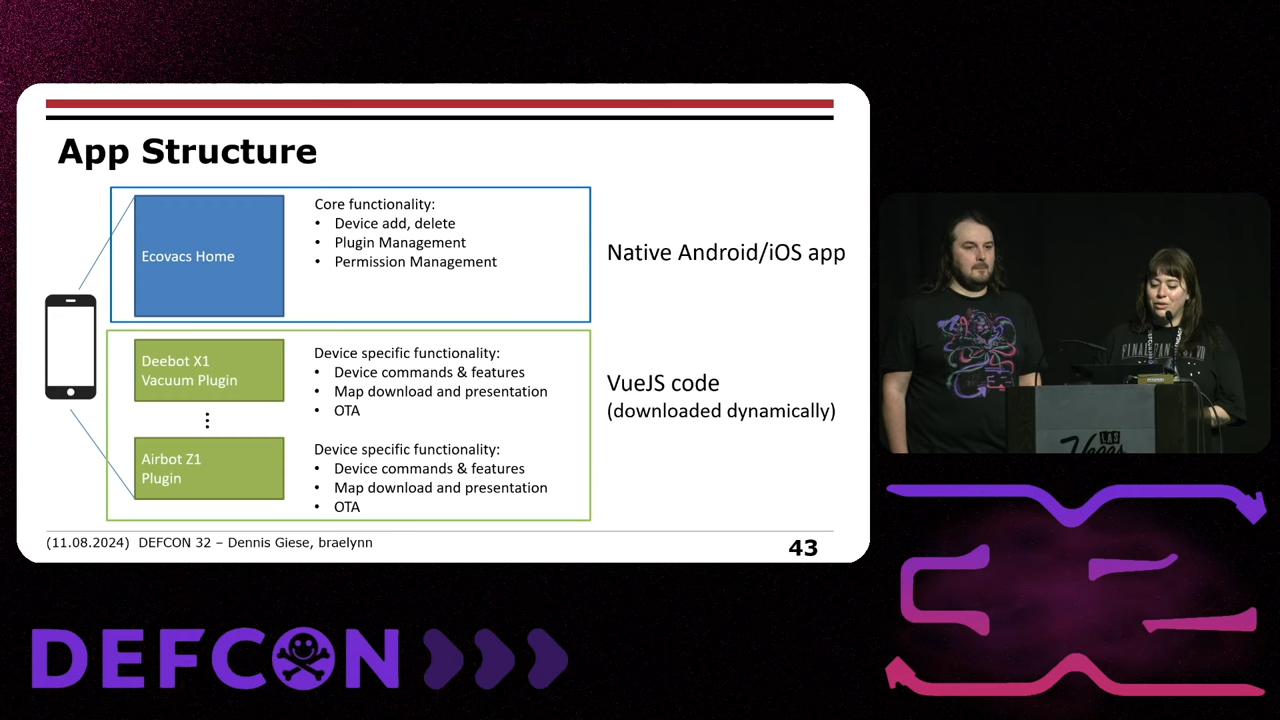 App Structure
Ecovacs Home
Core functionality:
• Device add, delete
• Plugin Management
• Permission Management
Native Android/iOS app
Deebot X1
Vacuum Plugin
Device specific functionality:
• Device commands & features
• Map download and presentation
• OTA
VueJS code
(downloaded dynamically)
Airbot Z1
Plugin
Device specific functionality:
• Device commands & features
• Map download and presentation
• OTA
(11.08.2024) DEFCON 32 – Dennis Giese, braelynn
43
LAS
Vegas
DEFCON